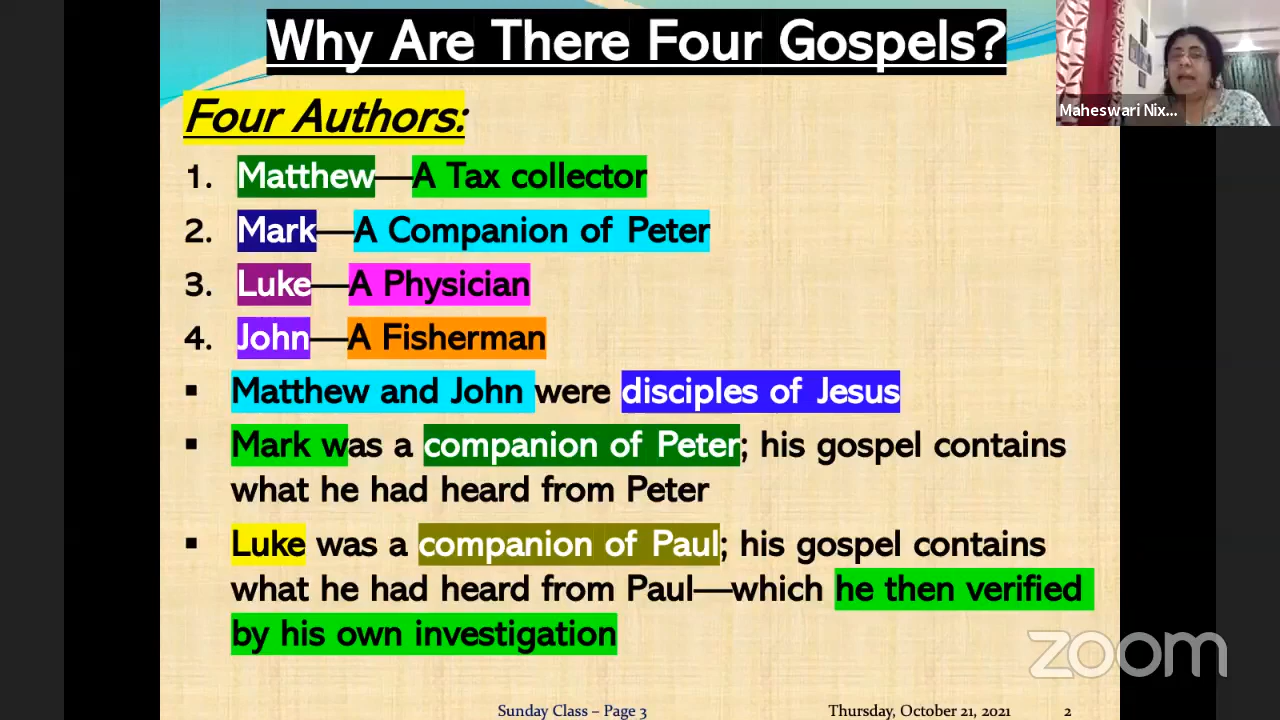 Why Are There Four Gospels?
Maheswari Nix...
Four Authors:
1. Matthew—A Tax collector
2. Mark—A Companion of Peter
3. Luke—A Physician
4. John—A Fisherman
▪ Matthew and John were disciples of Jesus
▪ Mark was a companion of Peter; his gospel contains
what he had heard from Peter
▪ Luke was a companion of Paul; his gospel contains
what he had heard from Paul—which he then verified
by his own investigation
zoom
Sunday Class – Page 3 Thursday, October 21, 2021 2